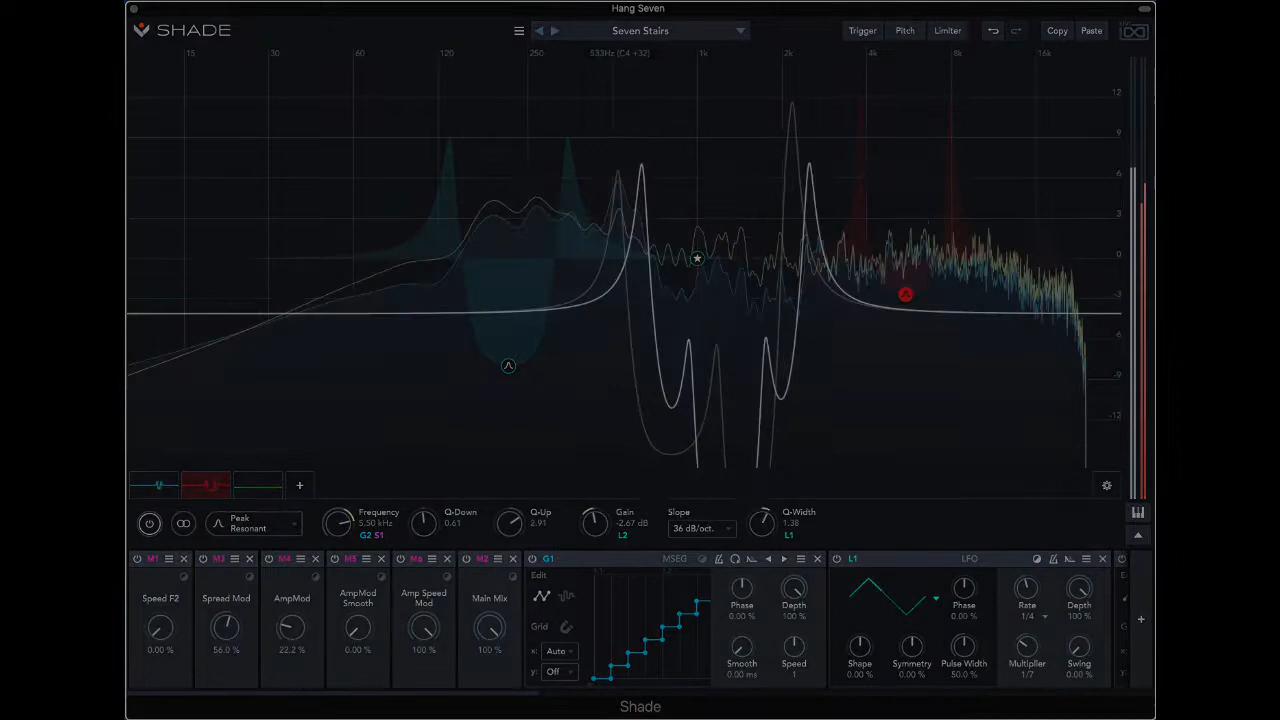 Hang Seven
SHADE
Seven Stairs
Trigger
Pitch
Limiter
Copy
Paste
15
30
60
120
250
533Hz (C4 +32)
1k
2k
4k
8k
16k
12
9
6
3
0
-3
-6
-9
-12
+
Peak
Resonant
Frequency
5.50 kHz
G2 S1
Q-Down
0.61
Q-Up
2.91
Gain
-2.67 dB
L2
Slope
36 dB/oct.
Q-Width
1.38
L1
M1
M3
M4
M5
M6
M2
G1
MSEG
L1
LFO
Speed F2
0.00 %
Spread Mod
56.0 %
AmpMod
22.2 %
AmpMod
Smooth
0.00 %
Amp Speed
Mod
100 %
Main Mix
100 %
Edit
Grid
x:
Auto
y:
Off
Phase
0.00 %
Depth
100 %
Smooth
0.00 ms
Speed
1
Phase
0.00 %
Shape
0.00 %
Symmetry
0.00 %
Pulse Width
50.0 %
Rate
1/4
Depth
100 %
Multiplier
1/7
Swing
0.00 %
+
Shade